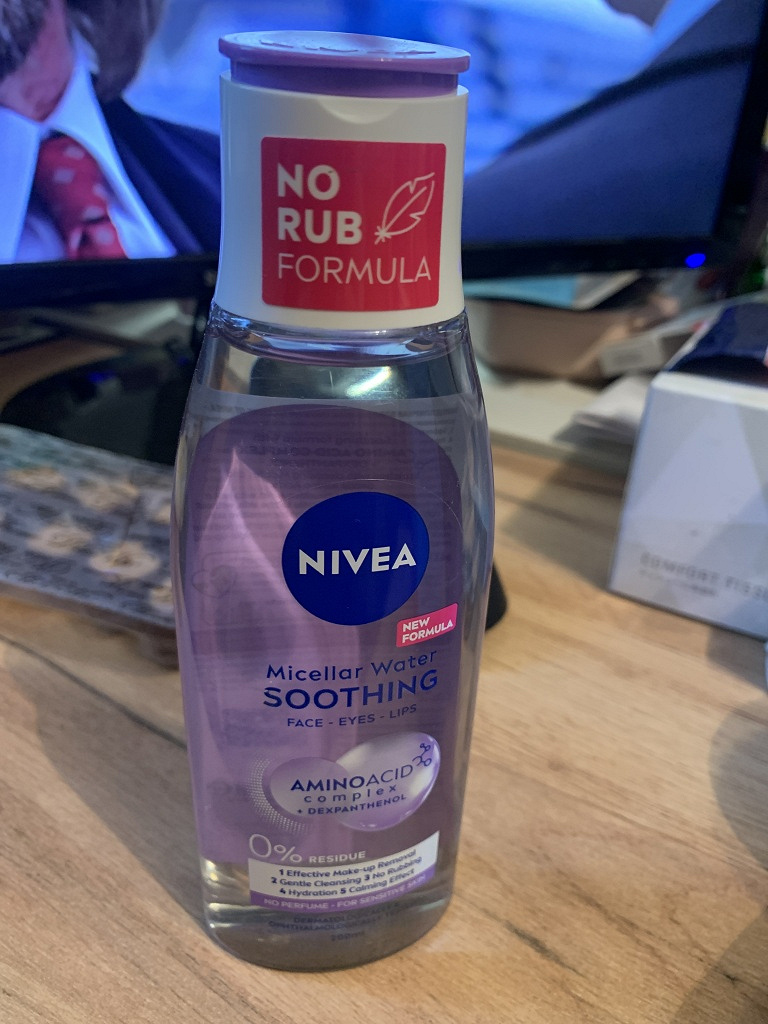 NO
RUB
FORMULA
NIVEA
NEW
FORMULA
Micellar Water
SOOTHING
FACE - EYES - LIPS
AMINOACID
complex
+ DEXPANTHENOL
0% RESIDUE
1 Effective Make-up Removal
2 Gentle Cleansing 3 No Rubbing
4 Hydration 5 Calming Effect
NO PERFUME - FOR SENSITIVE SKIN
200ml
COMFORT